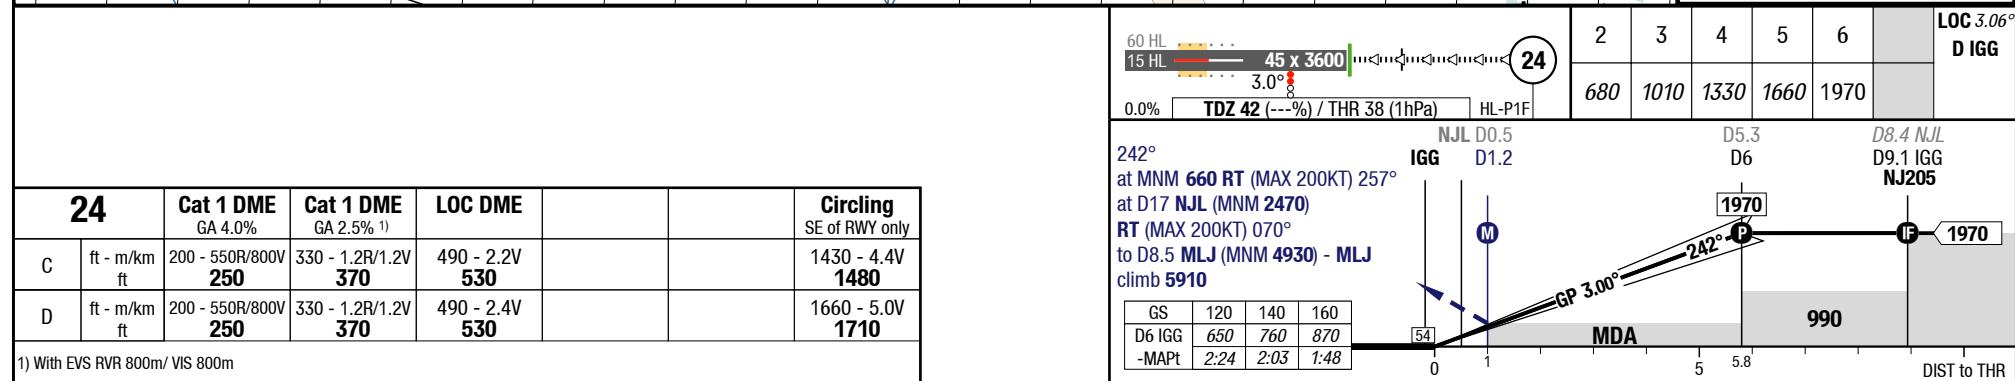 60 HL
15 HL
45 x 3600
24
3.0°
0.0%
TDZ 42 (---%) / THR 38 (1hPa)
HL-P1F
2 3 4 5 6 LOC 3.06°
D IGG
680 1010 1330 1660 1970
NJL D0.5 D5.3 D8.4 NJL
IGG D1.2 D6 D9.1 IGG
NJ205
242°
at MNM 660 RT (MAX 200KT) 257°
at D17 NJL (MNM 2470)
RT (MAX 200KT) 070°
to D8.5 MLJ (MNM 4930) - MLJ
climb 5910
1970
M
242°
P
IF
1970
GP 3.00°
54
MDA
990
0 1 5 5.8
DIST to THR
GS 120 140 160
D6 IGG 650 760 870
-MAPt 2:24 2:03 1:48
24 Cat 1 DME Cat 1 DME LOC DME Circling
GA 4.0% GA 2.5% 1) SE of RWY only
C ft - m/km 200 - 550R/800V 330 - 1.2R/1.2V 490 - 2.2V 1430 - 4.4V
ft 250 370 530 1480
D ft - m/km 200 - 550R/800V 330 - 1.2R/1.2V 490 - 2.4V 1660 - 5.0V
ft 250 370 530 1710
1) With EVS RVR 800m/ VIS 800m